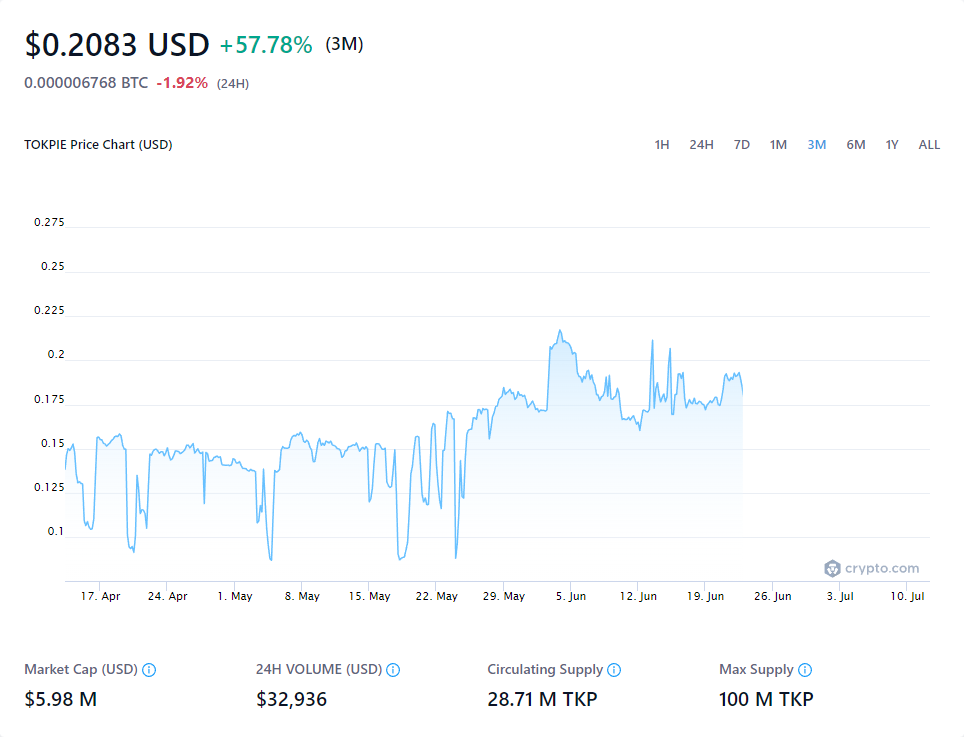 $0.2083 USD +57.78% (3M)
0.000006768 BTC -1.92% (24H)
TOKPIE Price Chart (USD) 1H 24H 7D 1M 3M 6M 1Y ALL
0.275
0.25
0.225
0.2
0.175
0.15
0.125
0.1
crypto.com
17. Apr 24. Apr 1. May 8. May 15. May 22. May 29. May 5. Jun 12. Jun 19. Jun 26. Jun 3. Jul 10. Jul
Market Cap (USD) 24H VOLUME (USD) Circulating Supply Max Supply
$5.98 M $32,936 28.71 M TKP 100 M TKP